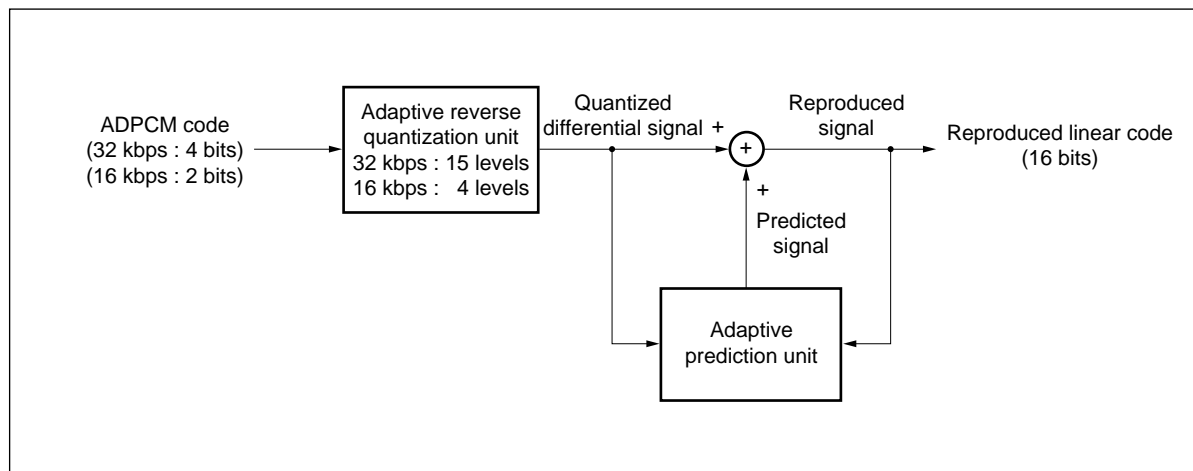 ADPCM code
(32 kbps : 4 bits)
(16 kbps : 2 bits)
Adaptive reverse
quantization unit
32 kbps : 15 levels
16 kbps : 4 levels
Quantized
differential signal
+
+
Reproduced
signal
Reproduced linear code
(16 bits)
+
Predicted
signal
Adaptive
prediction unit